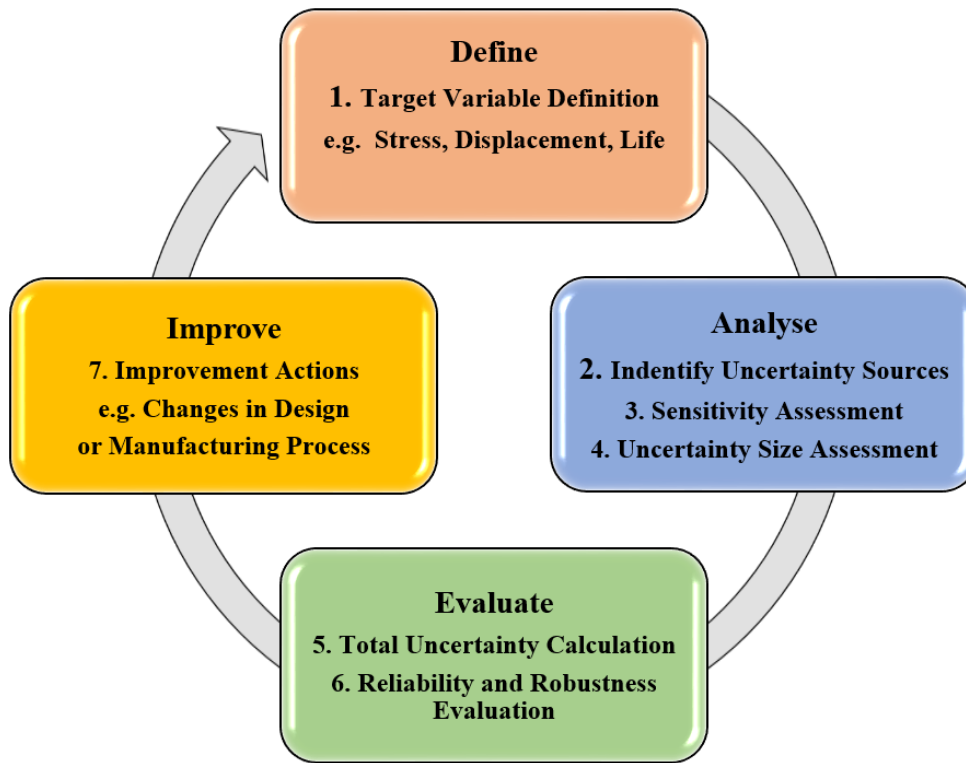 Define
1. Target Variable Definition
e.g. Stress, Displacement, Life
Analyse
2. Indentify Uncertainty Sources
3. Sensitivity Assessment
4. Uncertainty Size Assessment
Evaluate
5. Total Uncertainty Calculation
6. Reliability and Robustness
Evaluation
Improve
7. Improvement Actions
e.g. Changes in Design
or Manufacturing Process